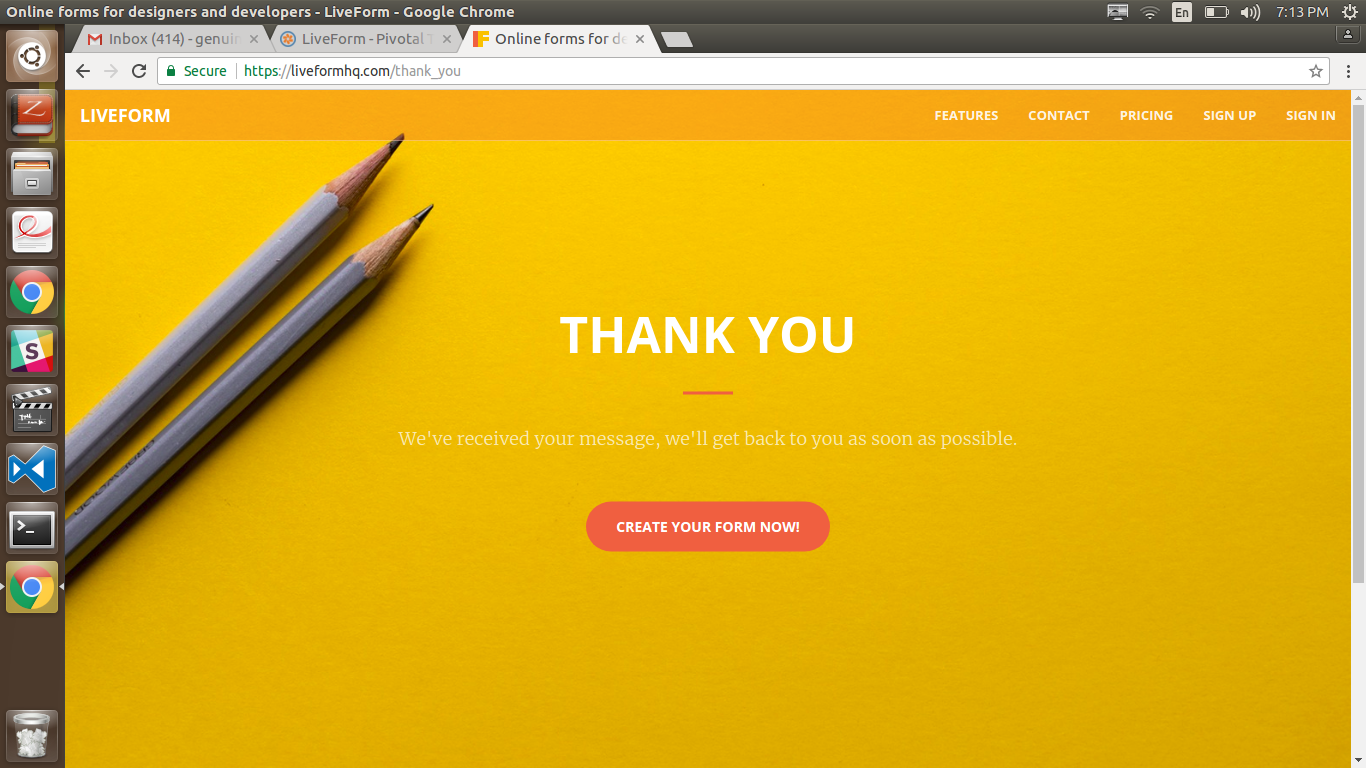 Online forms for designers and developers - LiveForm - Google Chrome
En
7:13 PM
Inbox (414) - genuin
LiveForm - Pivotal T
Online forms for de
Secure
https://liveformhq.com/thank_you
LIVEFORM
FEATURES
CONTACT
PRICING
SIGN UP
SIGN IN
THANK YOU
We've received your message, we'll get back to you as soon as possible.
CREATE YOUR FORM NOW!